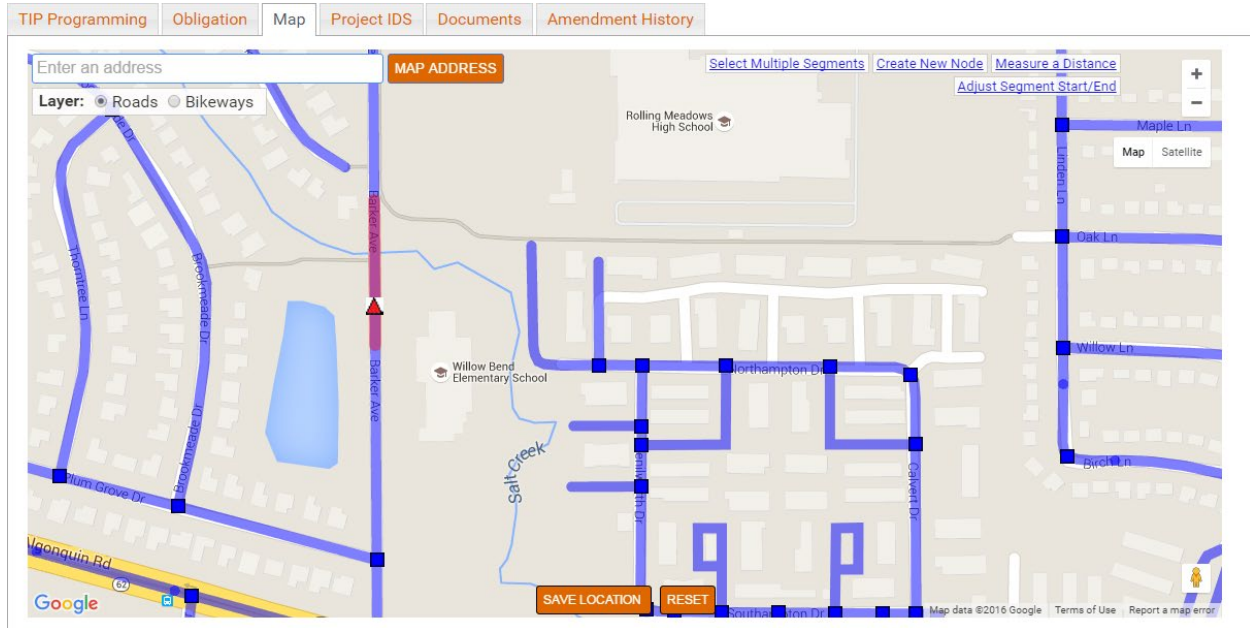 TIP Programming
Obligation
Map
Project IDS
Documents
Amendment History
Enter an address
MAP ADDRESS
Select Multiple Segments
Create New Node
Measure a Distance
Adjust Segment Start/End
Layer:
Roads
Bikeways
+
−
Map
Satellite
Rolling Meadows
High School
Maple Ln
Linden Ln
Barker Ave
Oak Ln
Thorntree Ln
Brookmeade Dr
Willow Ln
Willow Bend
Elementary School
Barker Ave
Northampton Dr
Brookmeade Dr
Salt Creek
Birch Ln
Calvert Dr
Plum Grove Dr
Algonquin Rd
62
Google
SAVE LOCATION
RESET
Southampton Dr
Map data ©2016 Google
Terms of Use
Report a map error